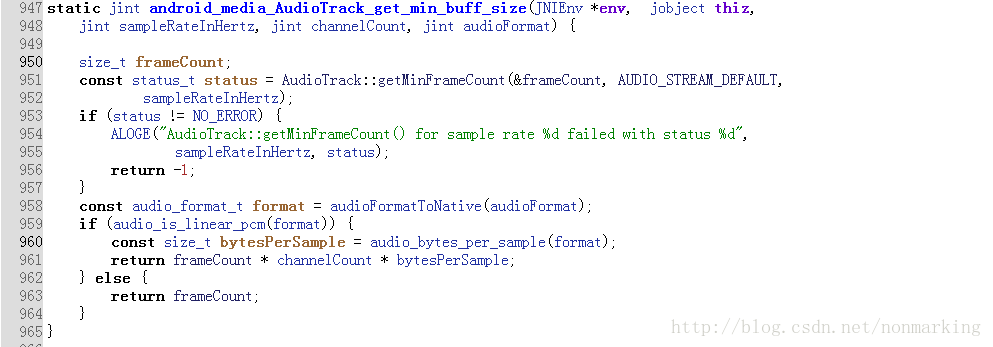 947 static jint android_media_AudioTrack_get_min_buff_size(JNIEnv *env,  jobject thiz,
948     jint sampleRateInHertz, jint channelCount, jint audioFormat) {
949
950     size_t frameCount;
951     const status_t status = AudioTrack::getMinFrameCount(&frameCount, AUDIO_STREAM_DEFAULT,
952             sampleRateInHertz);
953     if (status != NO_ERROR) {
954         ALOGE("AudioTrack::getMinFrameCount() for sample rate %d failed with status %d",
955                 sampleRateInHertz, status);
956         return -1;
957     }
958     const audio_format_t format = audioFormatToNative(audioFormat);
959     if (audio_is_linear_pcm(format)) {
960         const size_t bytesPerSample = audio_bytes_per_sample(format);
961         return frameCount * channelCount * bytesPerSample;
962     } else {
963         return frameCount;
964     }
965 }
http://blog.csdn.net/nonmarking